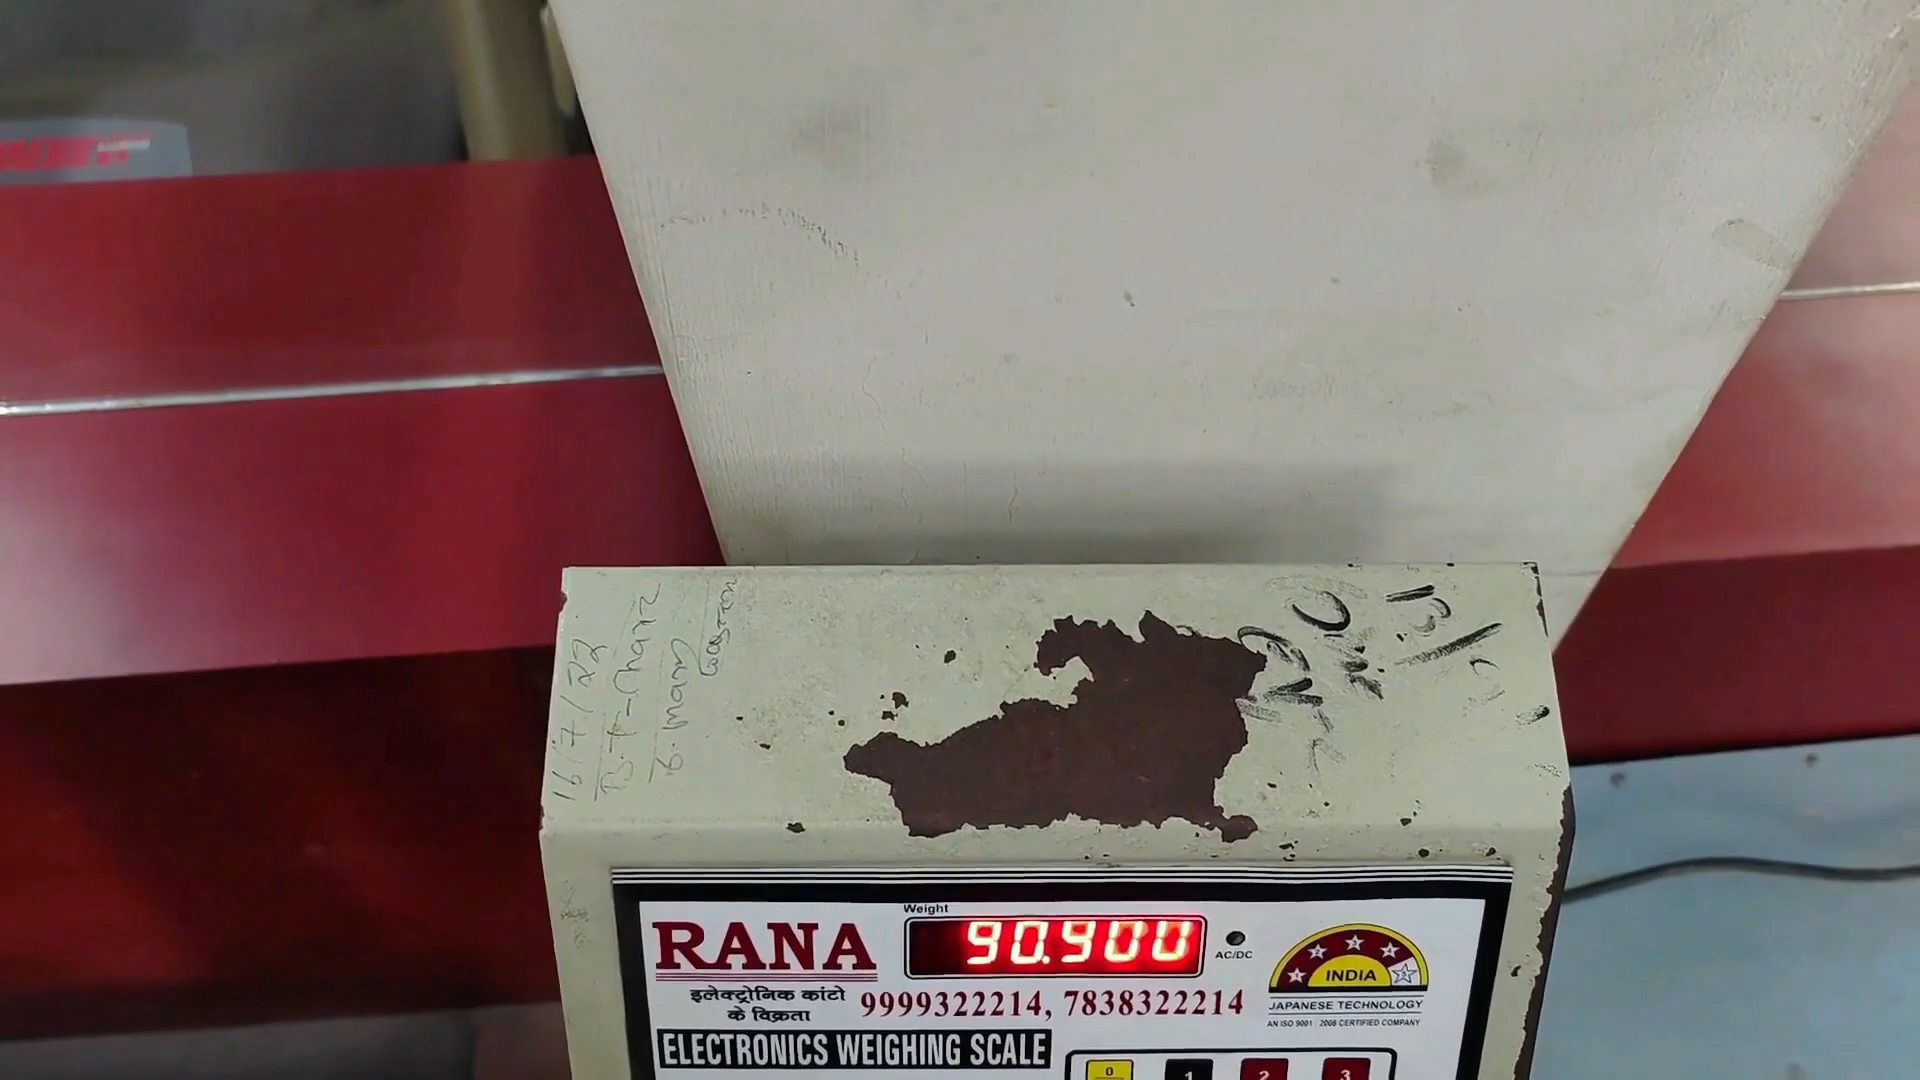 16/7/22
Weight
90.900
RANA
AC/DC
INDIA
इलेक्ट्रोनिक कांटो
के विक्रता
9999322214, 7838322214
JAPANESE TECHNOLOGY
AN ISO 9001 : 2008 CERTIFIED COMPANY
ELECTRONICS WEIGHING SCALE
0
1
2
3